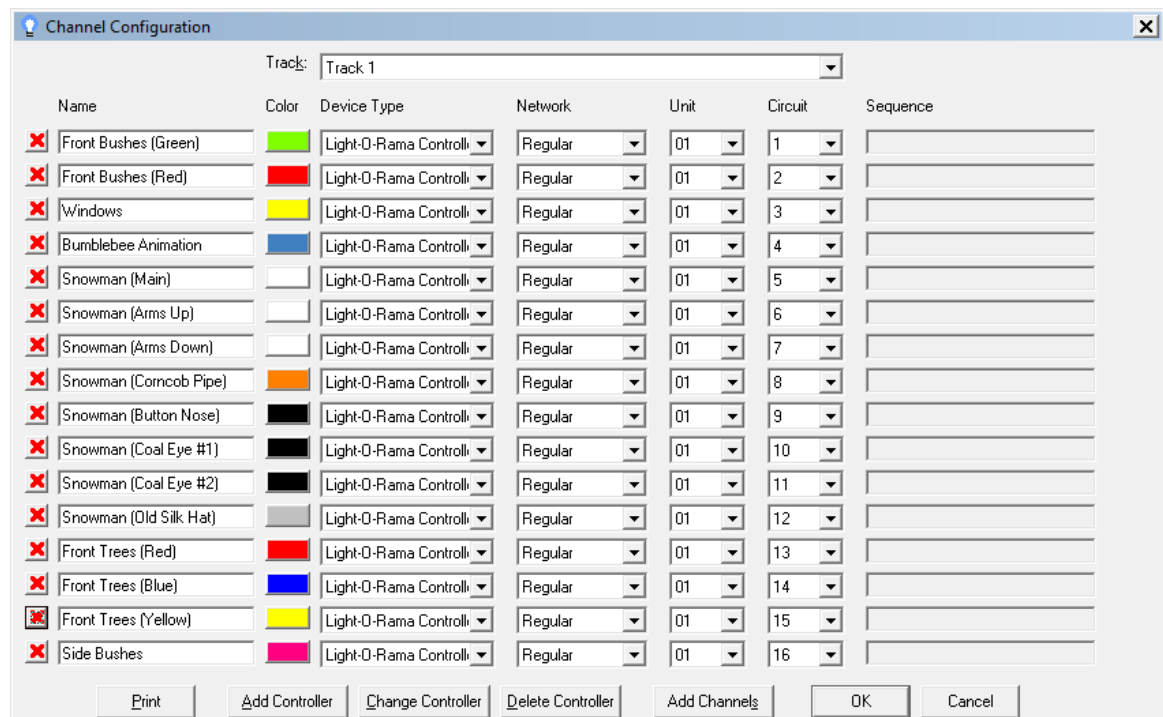 Channel Configuration
Track: Track 1
Name Color Device Type Network Unit Circuit Sequence
Front Bushes (Green) Light-O-Rama Controll Regular 01 1
Front Bushes (Red) Light-O-Rama Controll Regular 01 2
Windows Light-O-Rama Controll Regular 01 3
Bumblebee Animation Light-O-Rama Controll Regular 01 4
Snowman (Main) Light-O-Rama Controll Regular 01 5
Snowman (Arms Up) Light-O-Rama Controll Regular 01 6
Snowman (Arms Down) Light-O-Rama Controll Regular 01 7
Snowman (Corncob Pipe) Light-O-Rama Controll Regular 01 8
Snowman (Button Nose) Light-O-Rama Controll Regular 01 9
Snowman (Coal Eye #1) Light-O-Rama Controll Regular 01 10
Snowman (Coal Eye #2) Light-O-Rama Controll Regular 01 11
Snowman (Old Silk Hat) Light-O-Rama Controll Regular 01 12
Front Trees (Red) Light-O-Rama Controll Regular 01 13
Front Trees (Blue) Light-O-Rama Controll Regular 01 14
Front Trees (Yellow) Light-O-Rama Controll Regular 01 15
Side Bushes Light-O-Rama Controll Regular 01 16
Print Add Controller Change Controller Delete Controller Add Channels OK Cancel